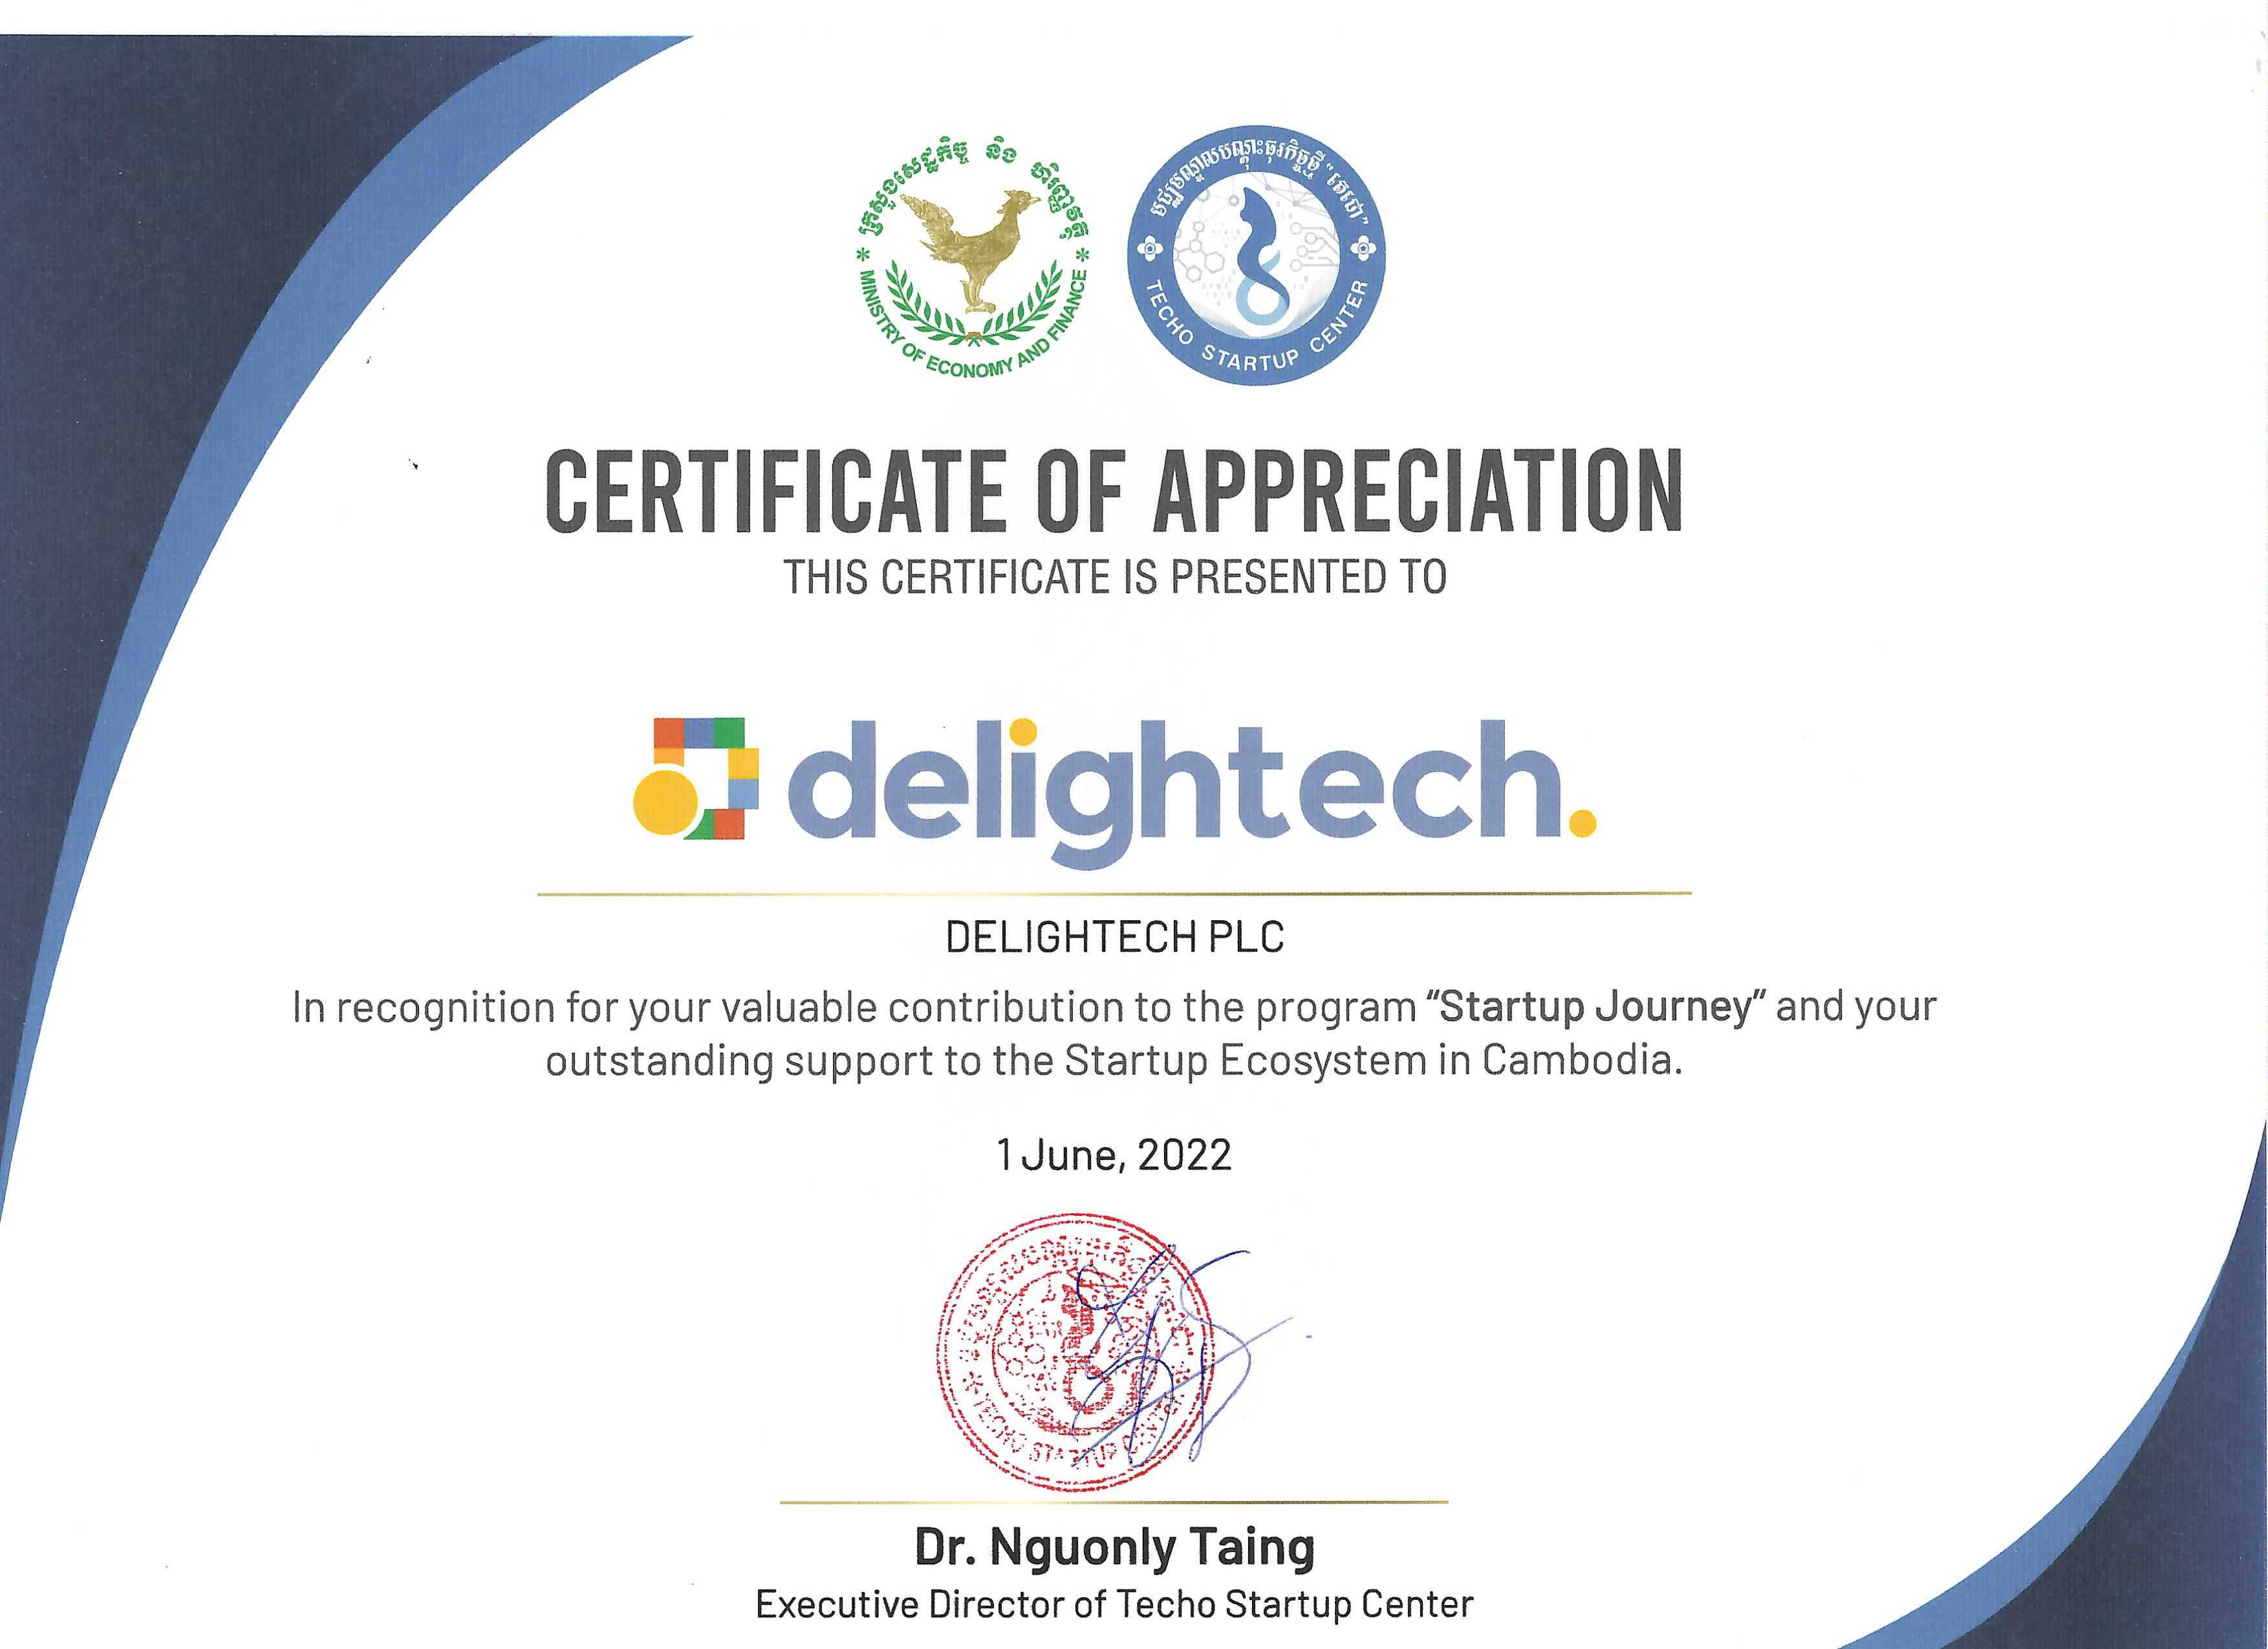 ក្រសួងសេដ្ឋកិច្ច និង ហិរញ្ញវត្ថុ
* MINISTRY OF ECONOMY AND FINANCE *
មជ្ឈមណ្ឌលបណ្តុះធុរកិច្ចថ្មី "តេជោ"
TECHO STARTUP CENTER
CERTIFICATE OF APPRECIATION
THIS CERTIFICATE IS PRESENTED TO
delightech.
DELIGHTECH PLC
In recognition for your valuable contribution to the program “Startup Journey” and your
outstanding support to the Startup Ecosystem in Cambodia.
1 June, 2022
TECHO STARTUP CENTER
Dr. Nguonly Taing
Executive Director of Techo Startup Center